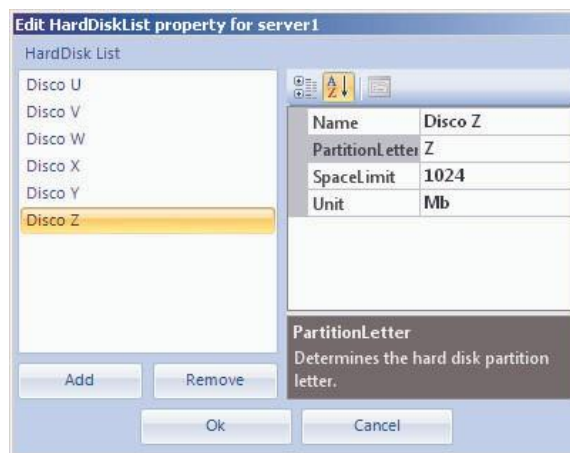 Edit HardDiskList property for server1
HardDisk List
Disco U
Disco V
Disco W
Disco X
Disco Y
Disco Z
Add Remove
A
Z
Name Disco Z
PartitionLetter Z
SpaceLimit 1024
Unit Mb
PartitionLetter
Determines the hard disk partition
letter.
Ok Cancel